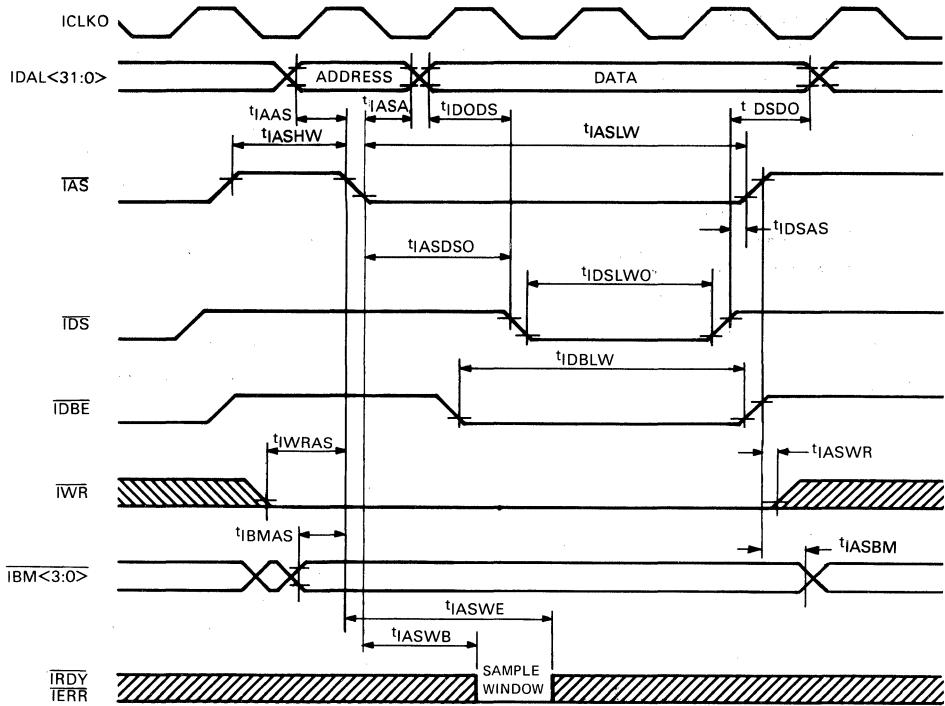 ICLKO
IDAL<31:0>
ADDRESS
DATA
tIAAS
tIASA
tIDODS
t DSDO
tIASHW
tIASLW
IAS
tIDSAS
tIASDSO
tIDSLWO
IDS
tIDBLW
IDBE
tIWRAS
tIASWR
IWR
tIBMAS
tIASBM
IBM<3:0>
tIASWE
tIASWB
IRDY
IERR
SAMPLE
WINDOW